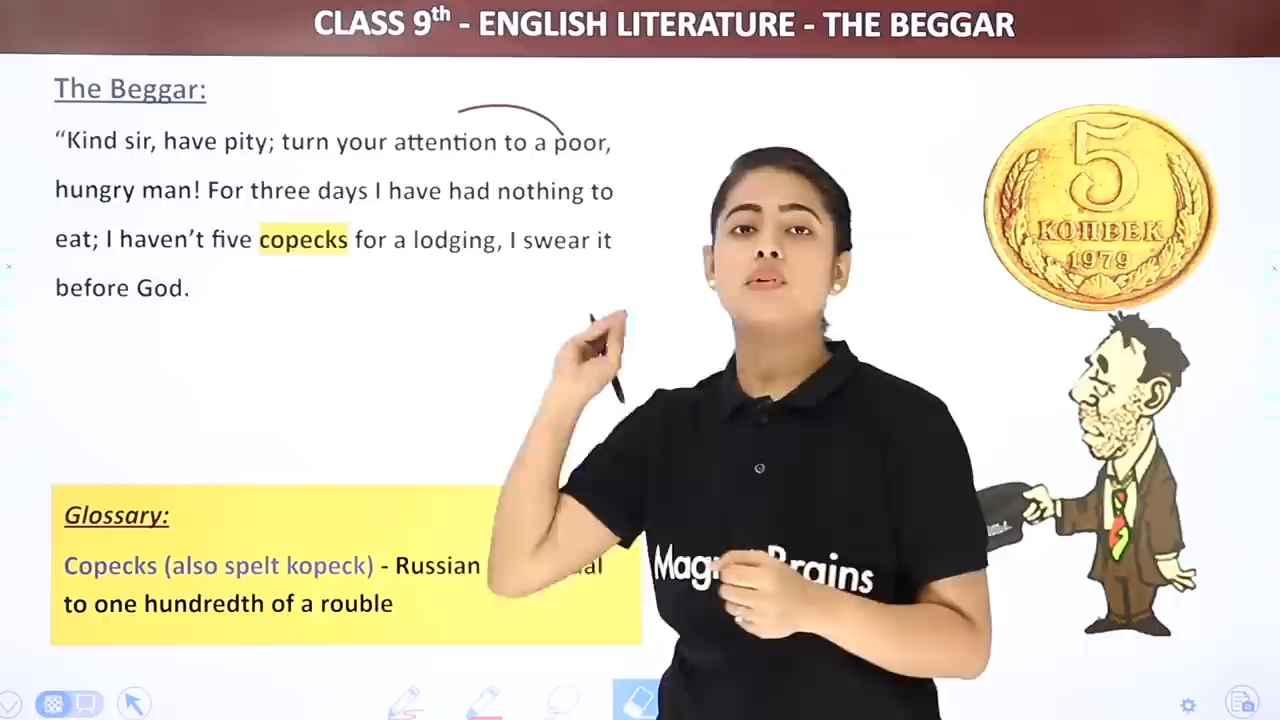 CLASS 9th - ENGLISH LITERATURE - THE BEGGAR
The Beggar:
“Kind sir, have pity; turn your attention to a poor,
hungry man! For three days I have had nothing to
eat; I haven’t five copecks for a lodging, I swear it
before God.
5
КОПЕЕК
1979
Glossary:
Copecks (also spelt kopeck) - Russian
to one hundredth of a rouble